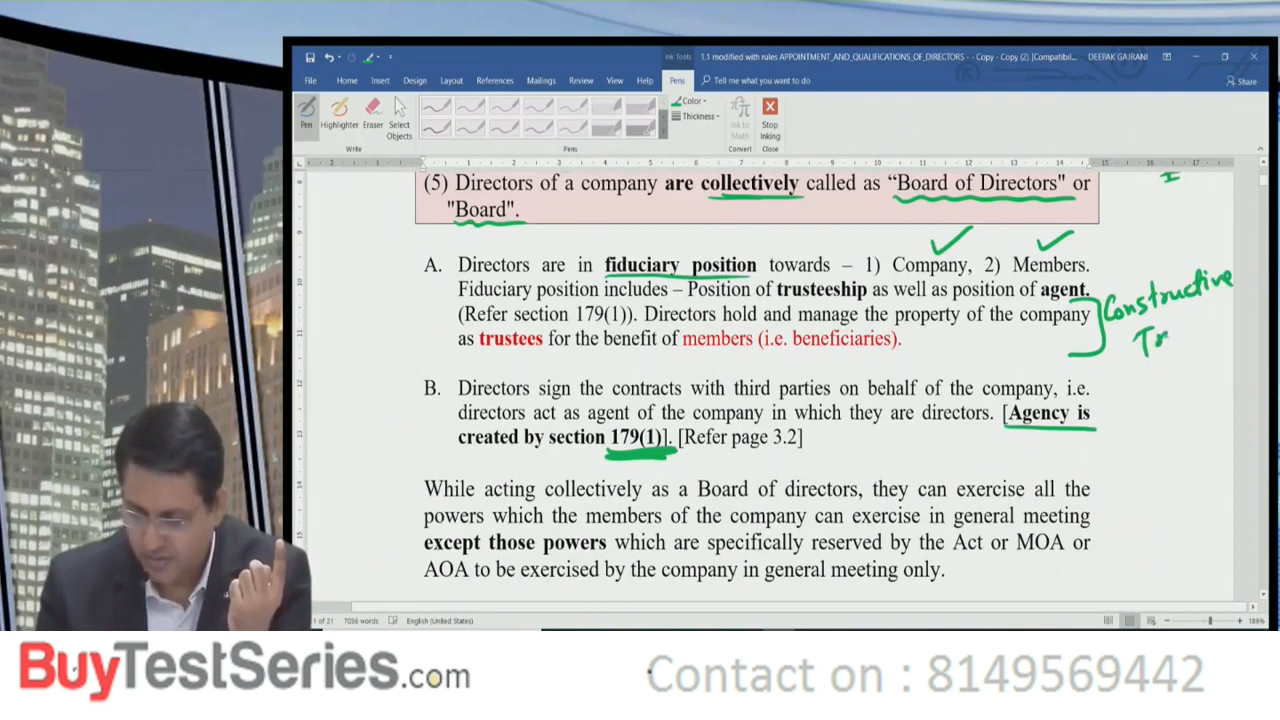 Ink Tools
1.1 modified with rules APPOINTMENT_AND_QUALIFICATIONS_OF_DIRECTORS - - Copy - Copy (2) [Compatibil...
DEEPAK GAJRANI
File Home Insert Design Layout References Mailings Review View Help Pens Tell me what you want to do
Share
Pen Highlighter Eraser Select Objects
Color
Thickness
Ink to Math
Stop Inking
Write Pens Convert Close
(5) Directors of a company are collectively called as “Board of Directors" or
"Board".
A. Directors are in fiduciary position towards – 1) Company, 2) Members.
Fiduciary position includes – Position of trusteeship as well as position of agent.
(Refer section 179(1)). Directors hold and manage the property of the company
as trustees for the benefit of members (i.e. beneficiaries).
Constructive
Tr
B. Directors sign the contracts with third parties on behalf of the company, i.e.
directors act as agent of the company in which they are directors. [Agency is
created by section 179(1)]. [Refer page 3.2]
While acting collectively as a Board of directors, they can exercise all the
powers which the members of the company can exercise in general meeting
except those powers which are specifically reserved by the Act or MOA or
AOA to be exercised by the company in general meeting only.
1 of 21 7036 words English (United States) 189%
BuyTestSeries.com
Contact on : 8149569442